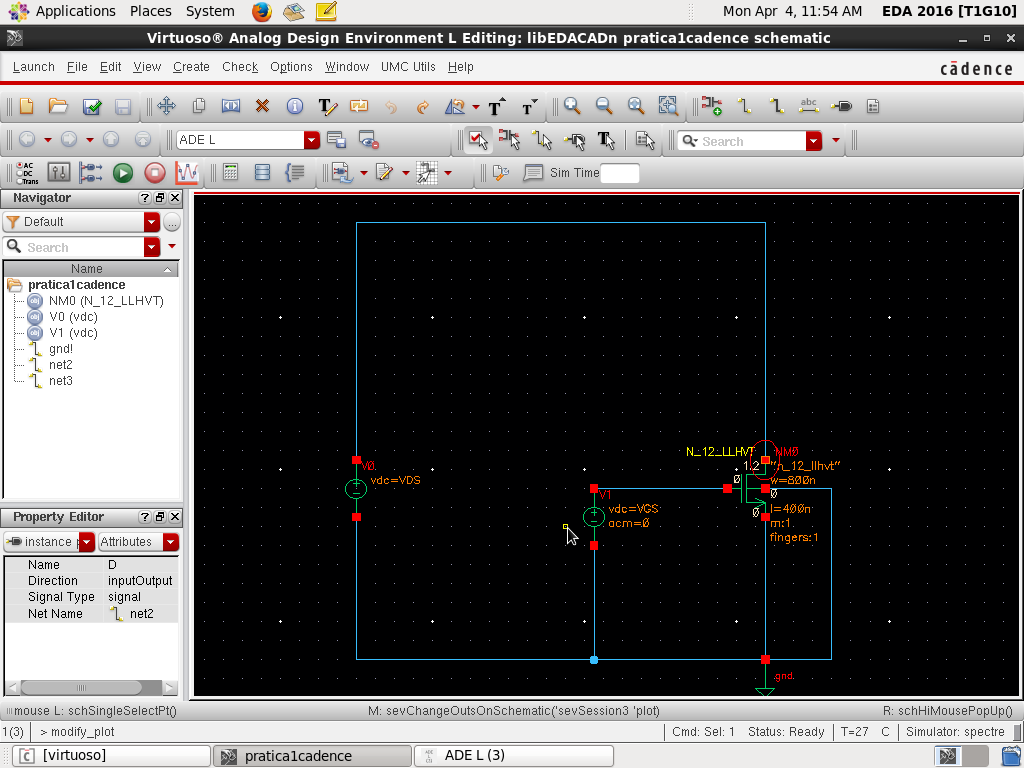 Applications Places System Mon Apr 4, 11:54 AM EDA 2016 [T1G10]
Virtuoso® Analog Design Environment L Editing: libEDACADn pratica1cadence schematic
Launch File Edit View Create Check Options Window UMC Utils Help cādence
abc
ADE L Search
AC
DC
Trans
Sim Time
Navigator
Default
Search
Name
pratica1cadence
NM0 (N_12_LLHVT)
V0 (vdc)
V1 (vdc)
gnd!
net2
net3
Property Editor
instance Attributes
Name D
Direction inputOutput
Signal Type signal
Net Name net2
V0
vdc=VDS
V1
vdc=VGS
acm=0
N_12_LLHVT NM0
1.2 "n_12_llhvt"
0 w=800n
0
0 l=400n
m:1
fingers:1
gnd
mouse L: schSingleSelectPt() M: sevChangeOutsOnSchematic('sevSession3 'plot) R: schHiMousePopUp()
1(3) > modify_plot Cmd: Sel: 1 Status: Ready T=27 C Simulator: spectre
[virtuoso] pratica1cadence ADE L (3)